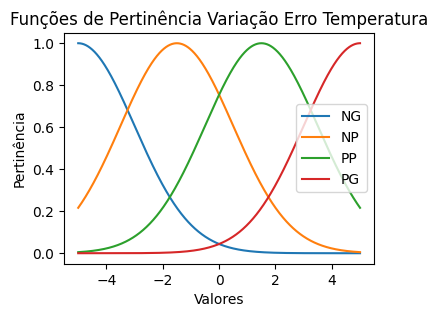 Funções de Pertinência Variação Erro Temperatura
1.0
0.8
0.6
0.4
0.2
0.0
Pertinência
NG
NP
PP
PG
−4
−2
0
2
4
Valores